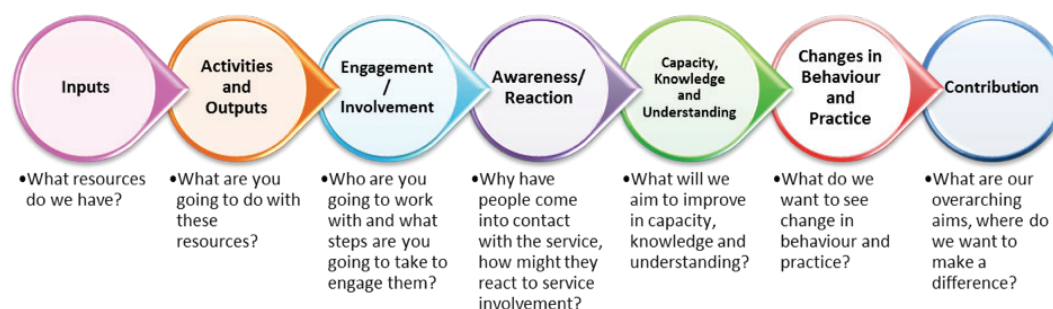 Inputs
Activities
and
Outputs
Engagement
/
Involvement
Awareness/
Reaction
Capacity,
Knowledge
and
Understanding
Changes in
Behaviour
and
Practice
Contribution
•What resources
do we have?
•What are you
going to do with
these
resources?
•Who are you
going to work
with and what
steps are you
going to take to
engage them?
•Why have
people come
into contact
with the service,
how might they
react to service
involvement?
•What will we
aim to improve
in capacity,
knowledge and
understanding?
•What do we
want to see
change in
behaviour and
practice?
•What are our
overarching
aims, where do
we want to
make a
difference?